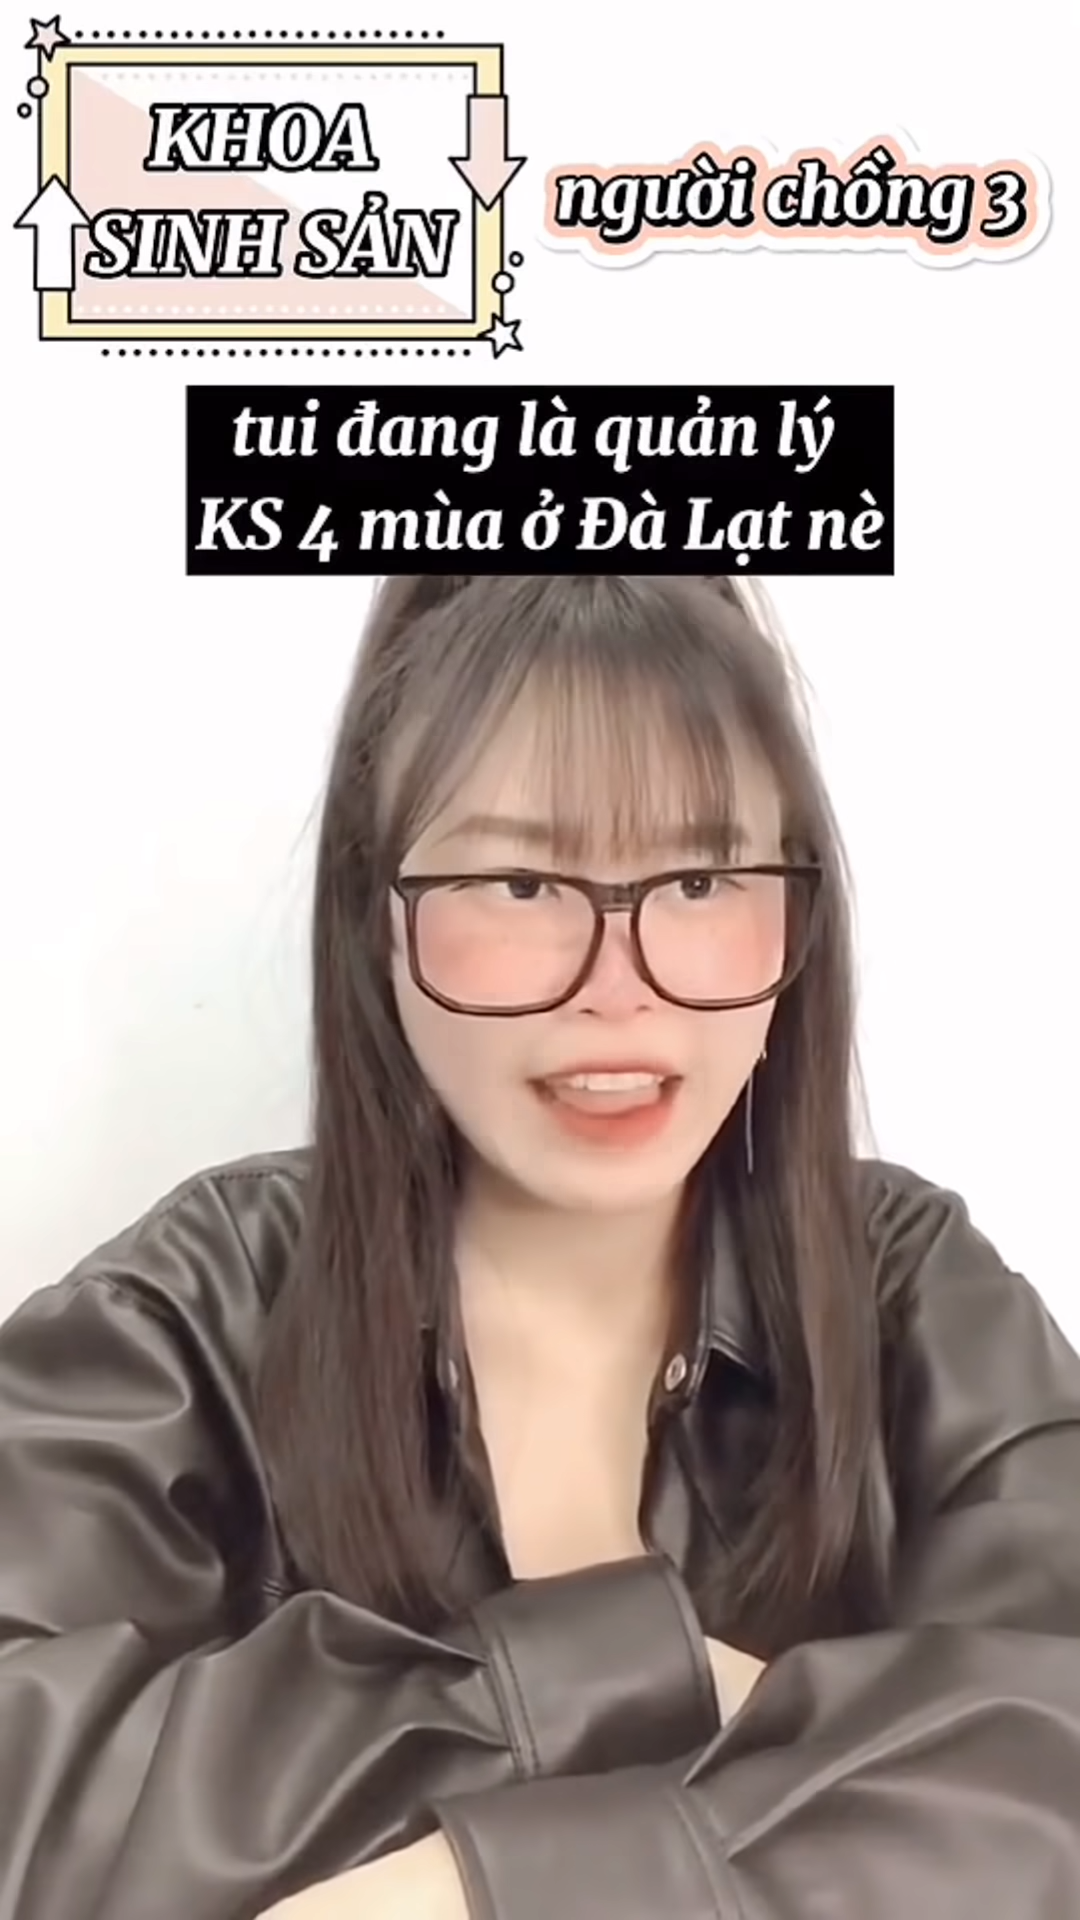 KHOA
SINH SẢN
người chồng 3
tui đang là quản lý
KS 4 mùa ở Đà Lạt nè